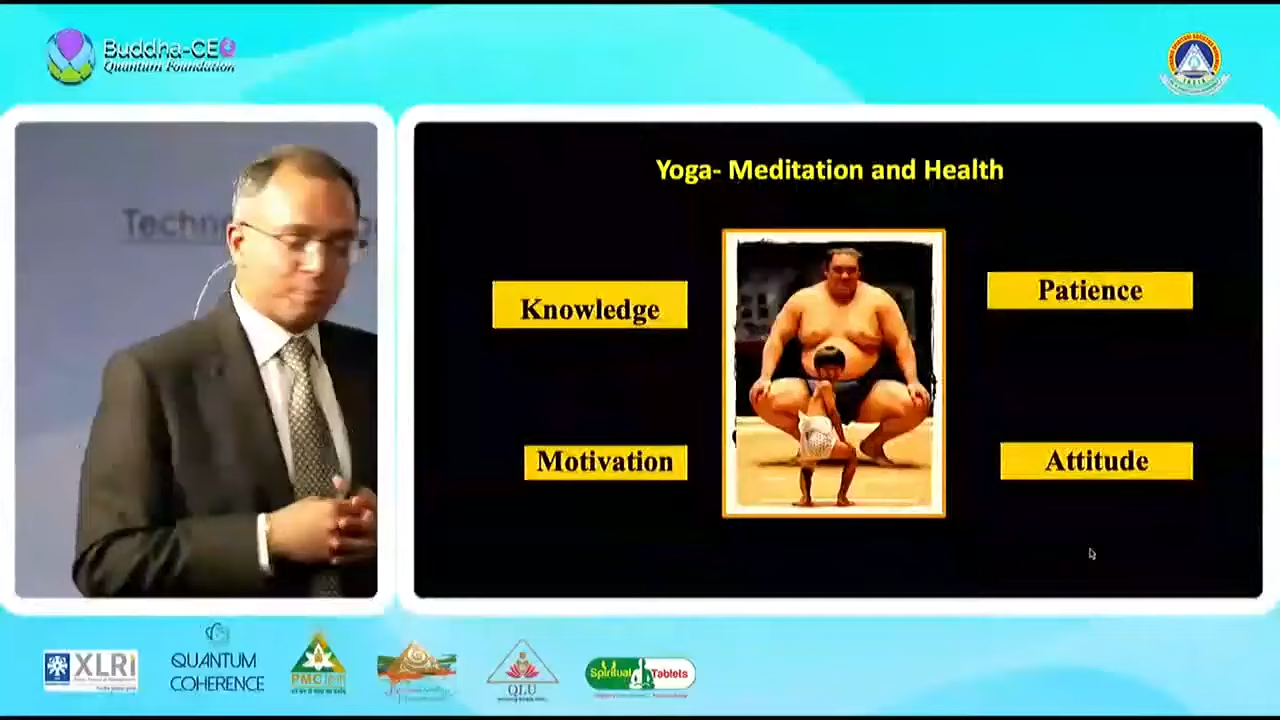 Buddha-CEO
Quantum Foundation
Techn
Yoga- Meditation and Health
Knowledge
Patience
Motivation
Attitude
XLRI
QUANTUM
COHERENCE
PMC
QLU
Spiritual Tablets